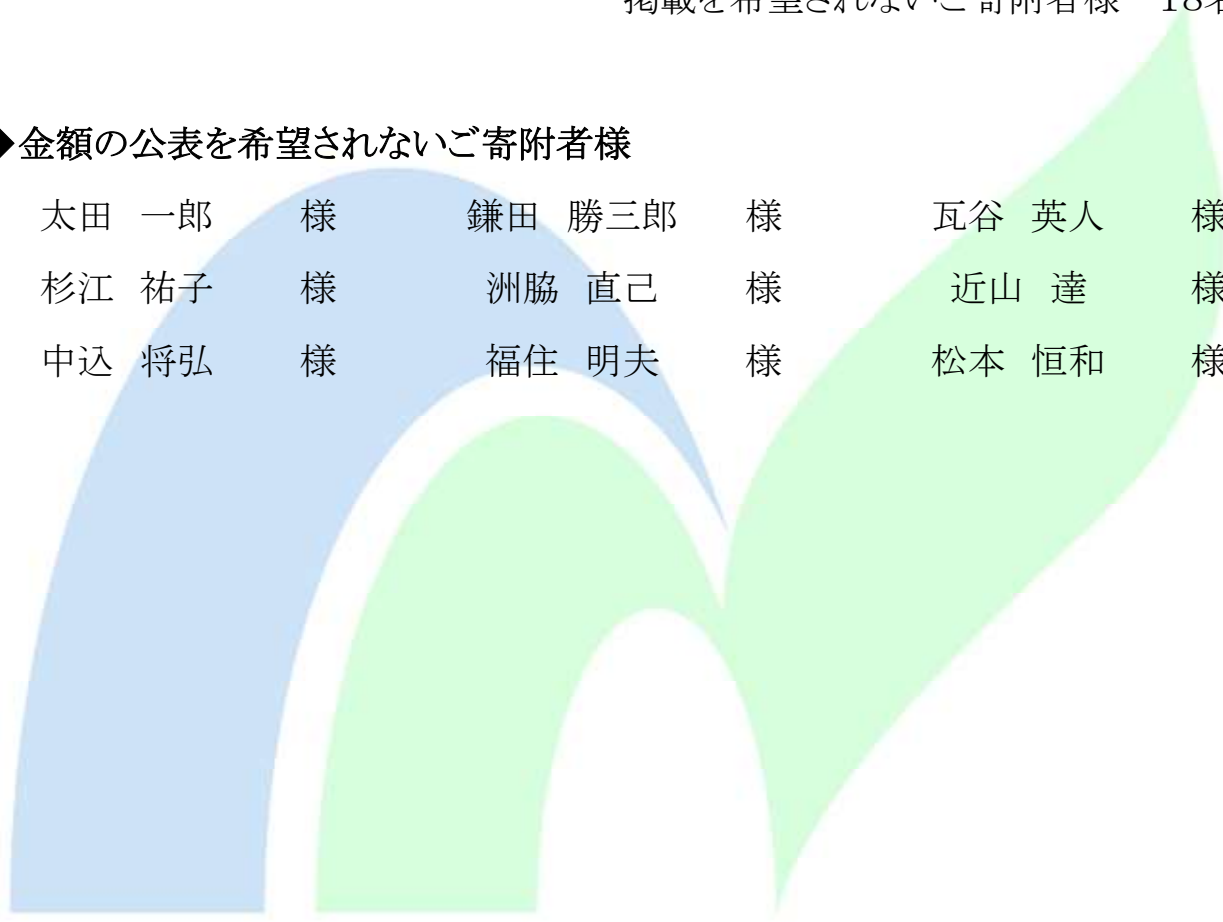 掲載を希望されないご寄附者様　18名
◆金額の公表を希望されないご寄附者様
太田 一郎 様 鎌田 勝三郎 様 瓦谷 英人 様
杉江 祐子 様 洲脇 直己 様 近山 達 様
中込 将弘 様 福住 明夫 様 松本 恒和 様